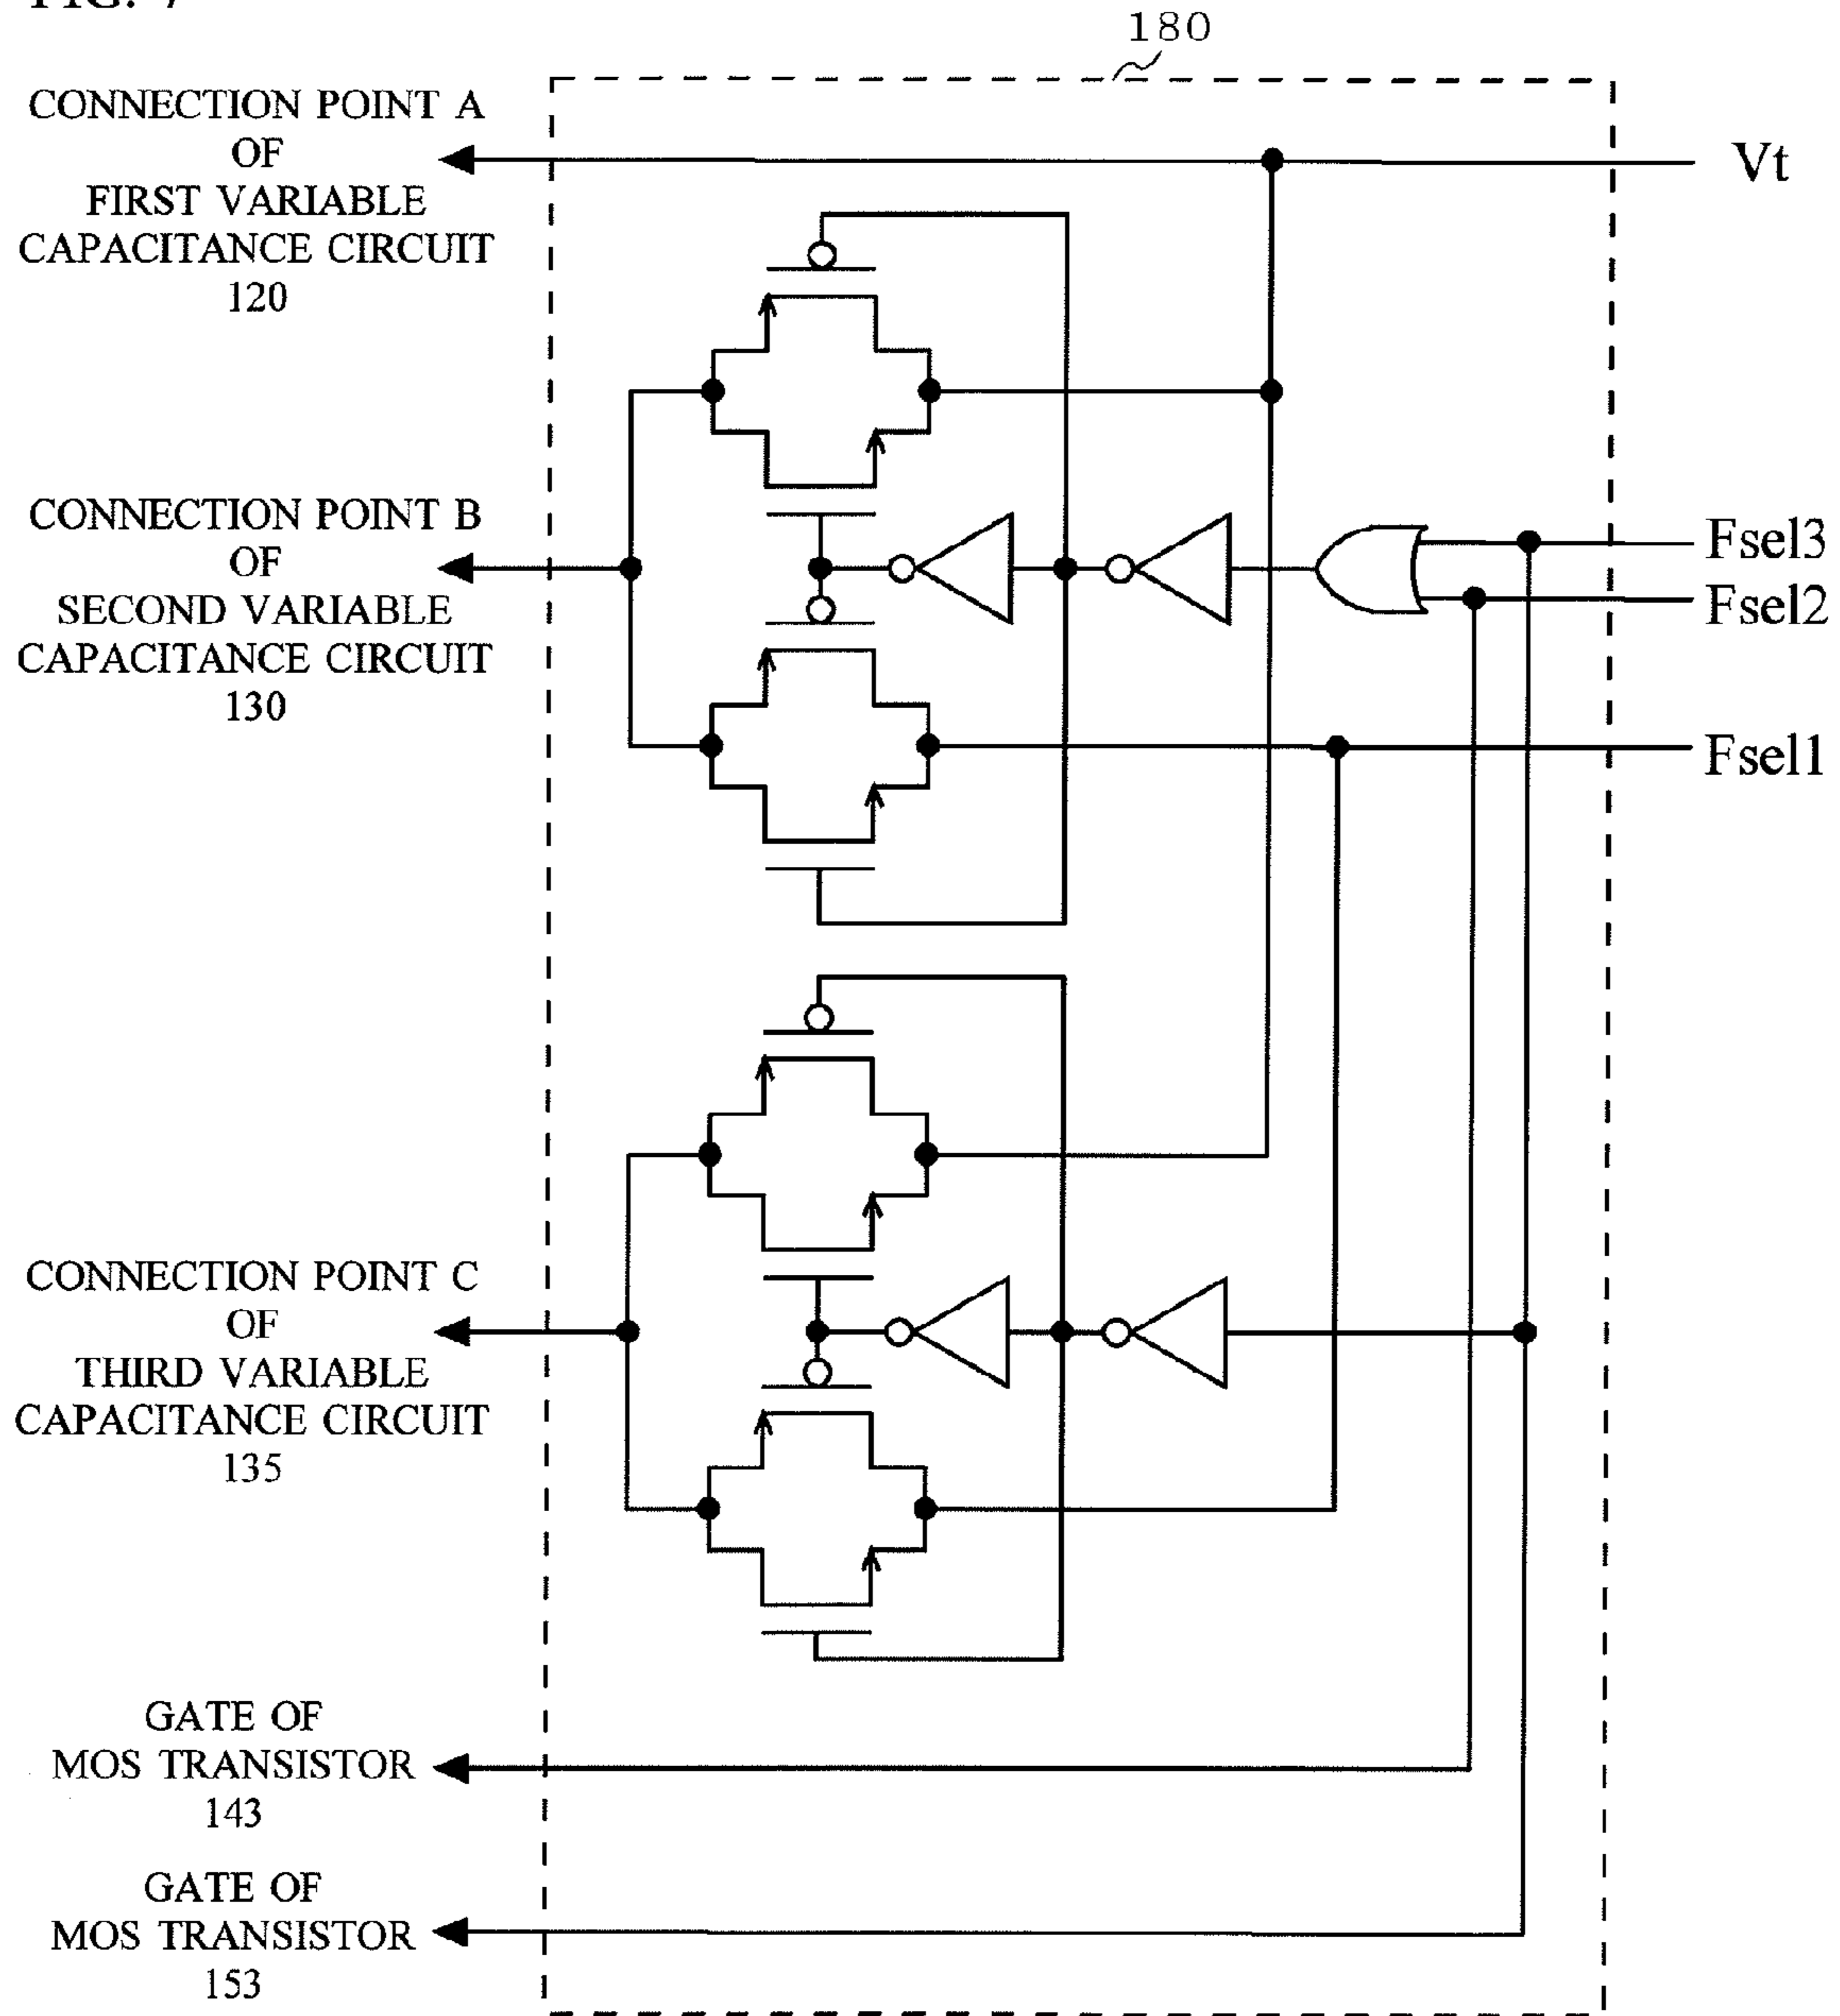 FIG. 7
180
CONNECTION POINT A
OF
FIRST VARIABLE
CAPACITANCE CIRCUIT
120
Vt
CONNECTION POINT B
OF
SECOND VARIABLE
CAPACITANCE CIRCUIT
130
Fsel3
Fsel2
Fsel1
CONNECTION POINT C
OF
THIRD VARIABLE
CAPACITANCE CIRCUIT
135
GATE OF
MOS TRANSISTOR
143
GATE OF
MOS TRANSISTOR
153